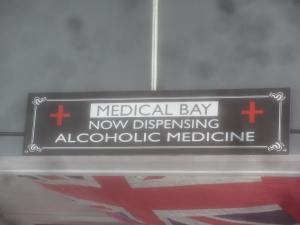 MEDICAL BAY
NOW DISPENSING
ALCOHOLIC MEDICINE